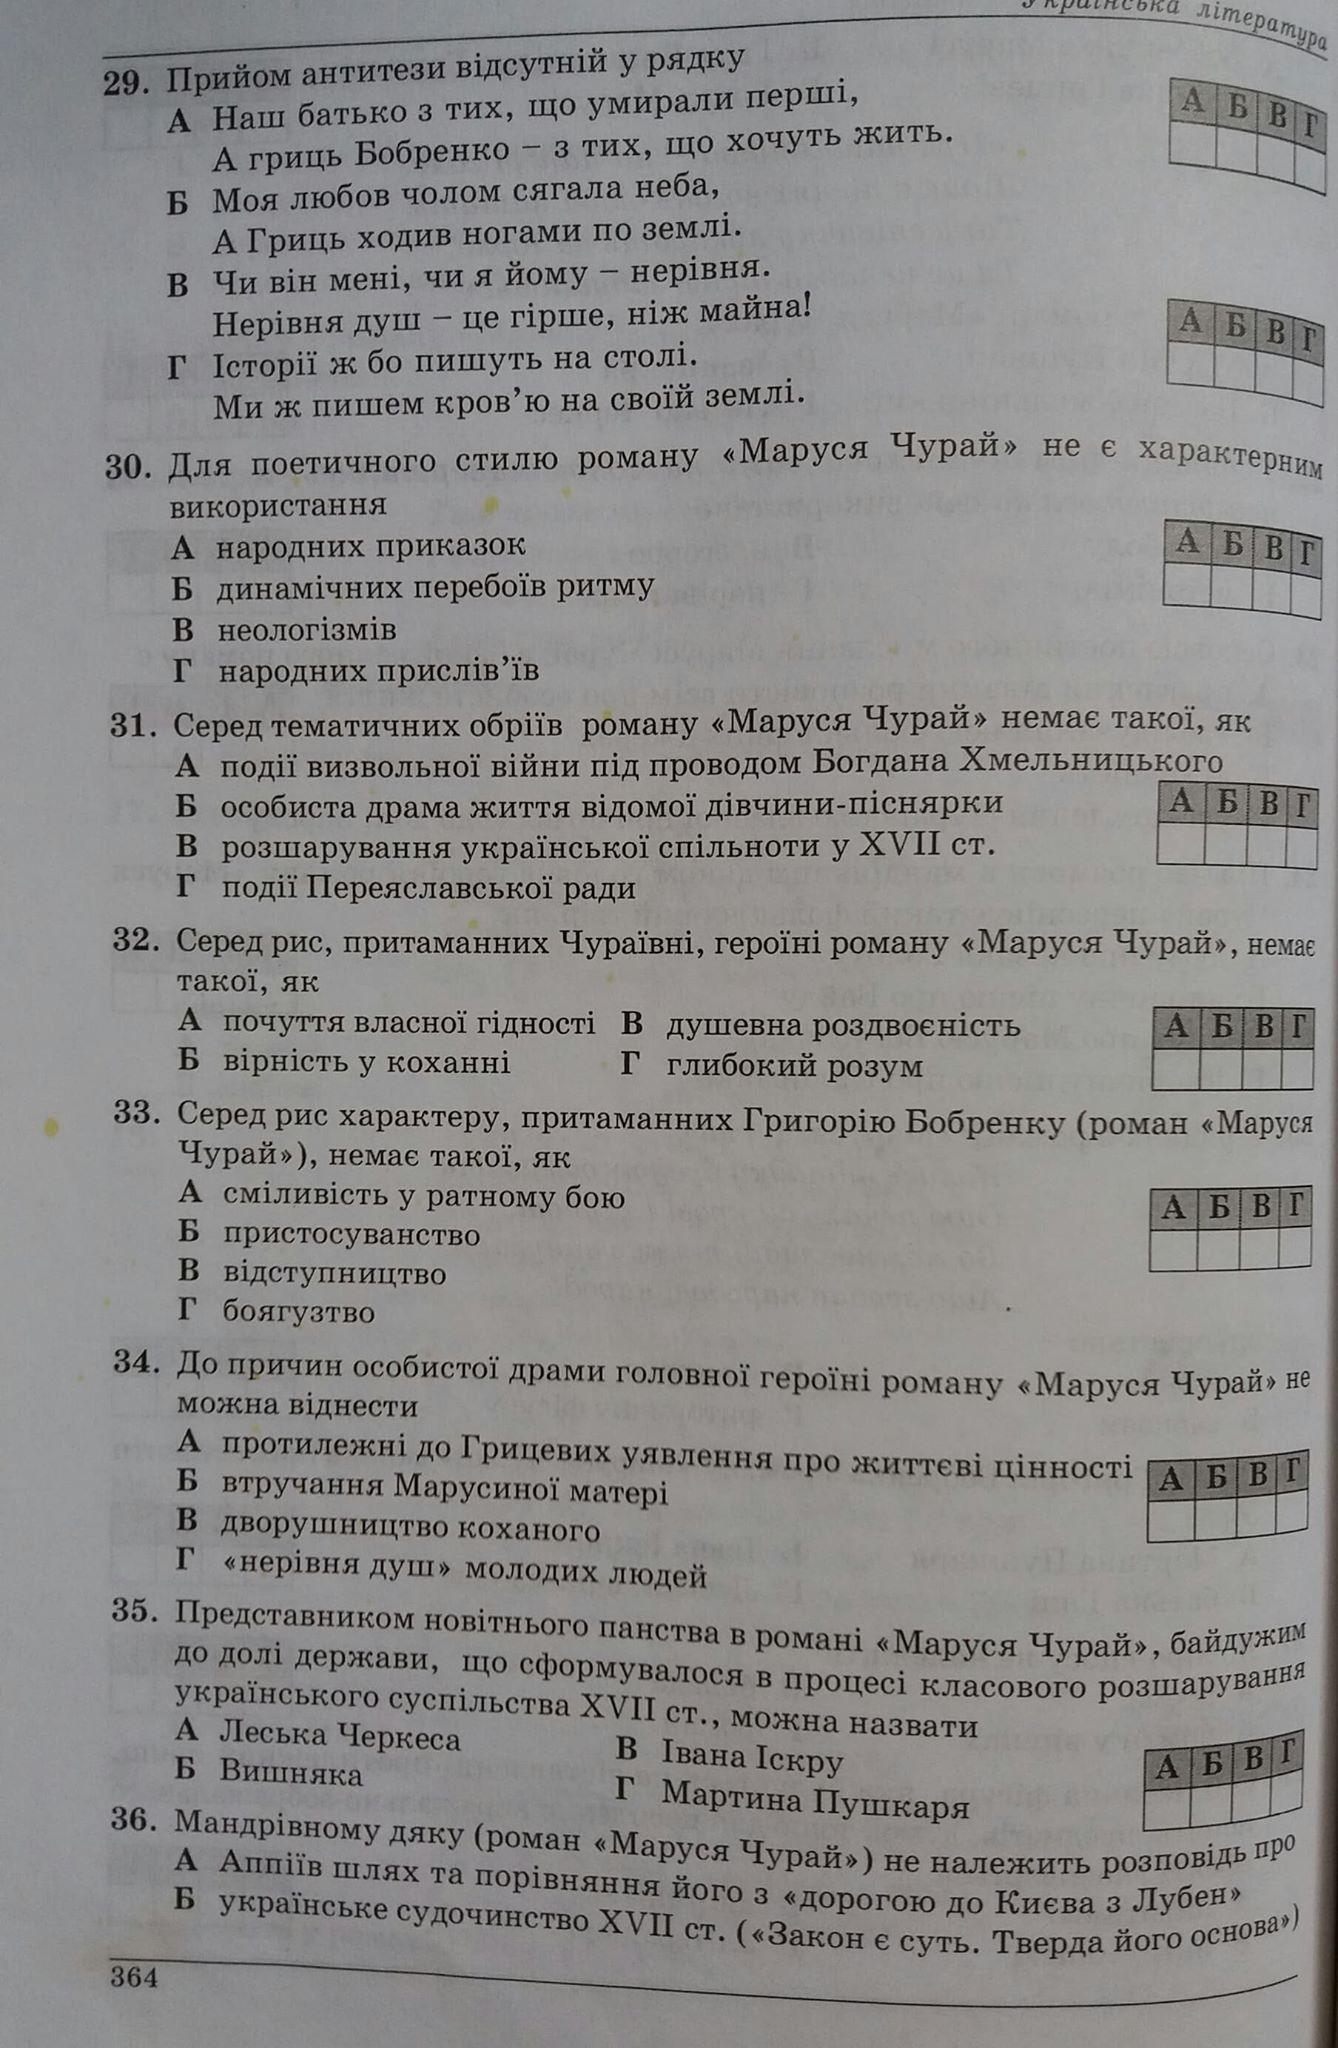 Українська література
29. Прийом антитези відсутній у рядку
А Наш батько з тих, що умирали перші,
А гриць Бобренко – з тих, що хочуть жить.
А Б В Г
Б Моя любов чолом сягала неба,
А Гриць ходив ногами по землі.
В Чи він мені, чи я йому – нерівня.
Нерівня душ – це гірше, ніж майна!
Г Історії ж бо пишуть на столі.
Ми ж пишем кров’ю на своїй землі.
А Б В Г
30. Для поетичного стилю роману «Маруся Чурай» не є характерним
використання
А народних приказок
Б динамічних перебоїв ритму
В неологізмів
Г народних прислів’їв
А Б В Г
31. Серед тематичних обріїв роману «Маруся Чурай» немає такої, як
А події визвольної війни під проводом Богдана Хмельницького
Б особиста драма життя відомої дівчини-піснярки
В розшарування української спільноти у XVII ст.
Г події Переяславської ради
А Б В Г
32. Серед рис, притаманних Чураївні, героїні роману «Маруся Чурай», немає
такої, як
А почуття власної гідності В душевна роздвоєність
Б вірність у коханні Г глибокий розум
А Б В Г
33. Серед рис характеру, притаманних Григорію Бобренку (роман «Маруся
Чурай»), немає такої, як
А сміливість у ратному бою
Б пристосуванство
В відступництво
Г боягузтво
А Б В Г
34. До причин особистої драми головної героїні роману «Маруся Чурай» не
можна віднести
А протилежні до Грицевих уявлення про життєві цінності
Б втручання Марусиної матері
В дворушництво коханого
Г «нерівня душ» молодих людей
А Б В Г
35. Представником новітнього панства в романі «Маруся Чурай», байдужим
до долі держави, що сформувалося в процесі класового розшарування
українського суспільства XVII ст., можна назвати
А Леська Черкеса В Івана Іскру
Б Вишняка Г Мартина Пушкаря
А Б В Г
36. Мандрівному дяку (роман «Маруся Чурай») не належить розповідь про
А Аппіїв шлях та порівняння його з «дорогою до Києва з Лубен»
Б українське судочинство XVII ст. («Закон є суть. Тверда його основа»)
364